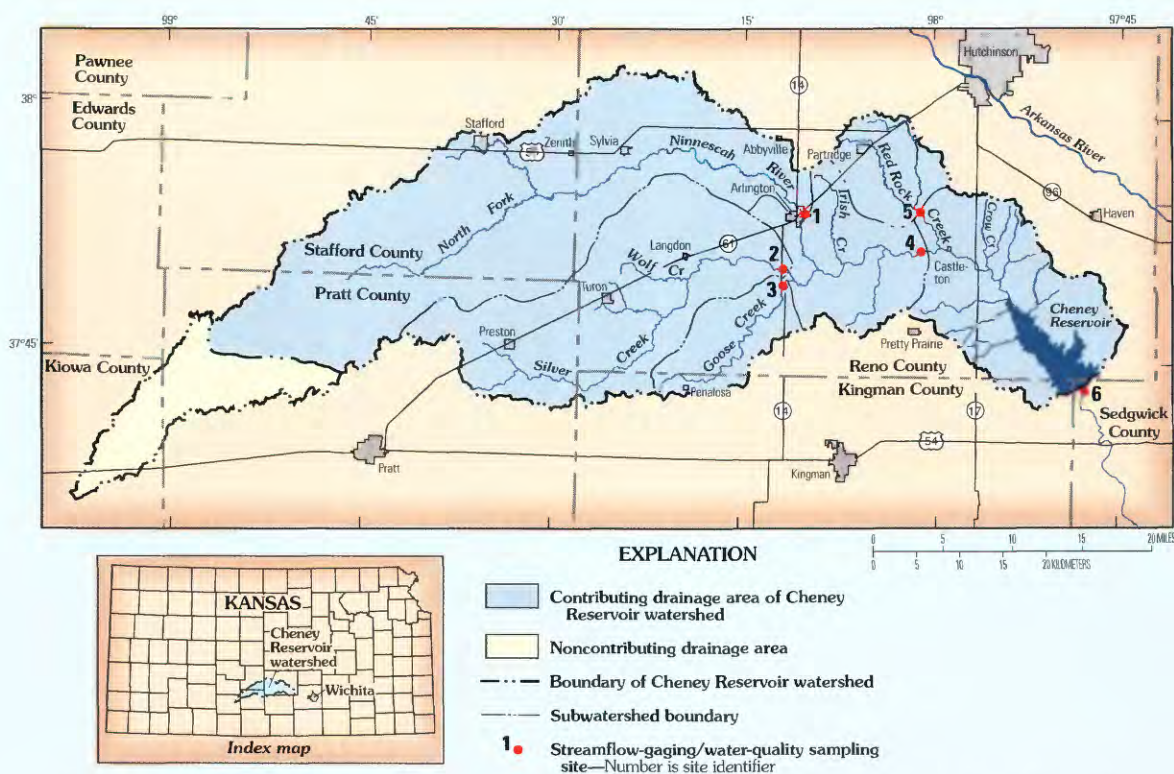 99°
45'
30'
15'
98°
97°45'
Pawnee
County
38°
Edwards
County
Hutchinson
14
Arkansas River
Stafford
Zenith
Sylvia
Abbyville
Partridge
Ninnescah
River
North Fork
Arlington
1
Irish
Cr
Red Rock
Creek
5
Crow Cr
96
Haven
Stafford County
Pratt County
Langdon
61
2
3
4
Castle-
ton
Wolf
Cr
Turon
Preston
Silver
Creek
Goose
Creek
Penalosa
Cheney
Reservoir
Pretty Prairie
37°45'
Kiowa County
Reno County
Kingman County
6
Sedgwick
County
14
17
54
Pratt
Kingman
0 5 10 15 20 MILES
0 5 10 15 20 KILOMETERS
KANSAS
Cheney
Reservoir
watershed
Wichita
Index map
EXPLANATION
Contributing drainage area of Cheney
Reservoir watershed
Noncontributing drainage area
Boundary of Cheney Reservoir watershed
Subwatershed boundary
1
Streamflow-gaging/water-quality sampling
site—Number is site identifier